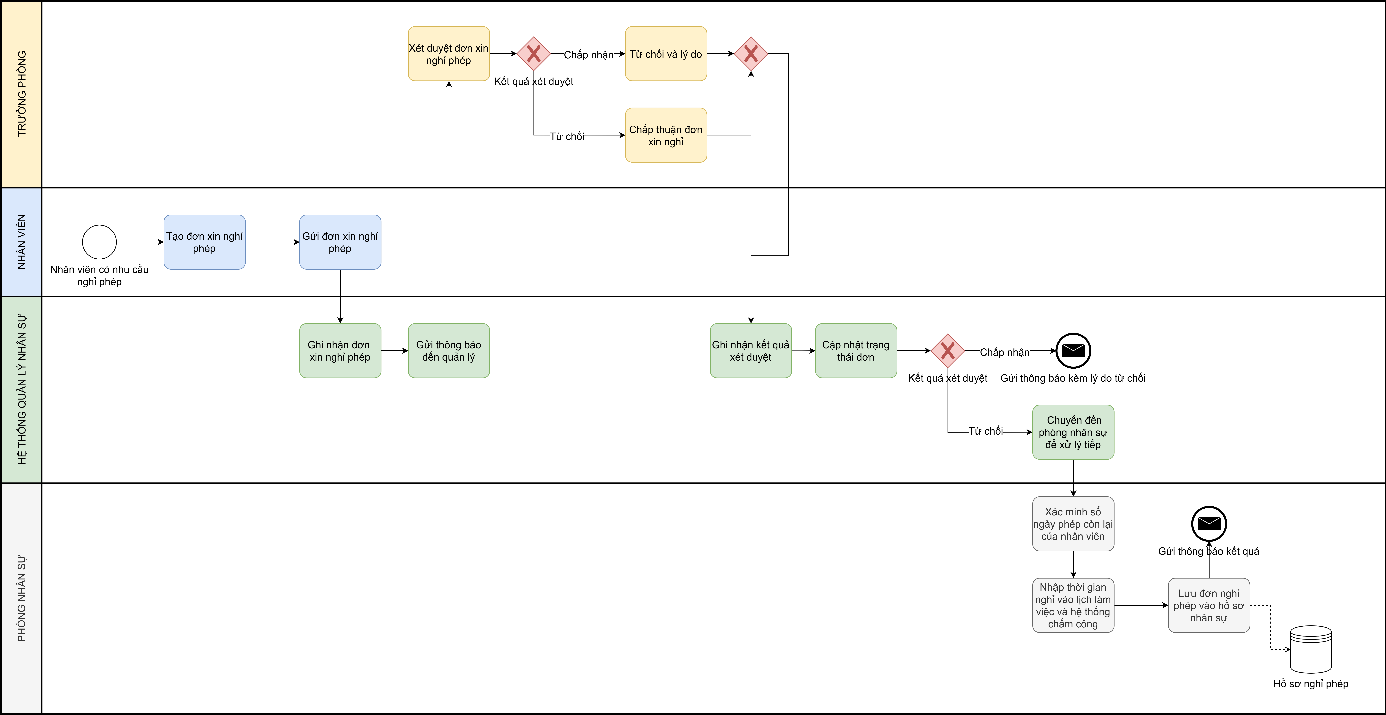 TRƯỞNG PHÒNG
Xét duyệt đơn xin
nghỉ phép
Kết quả xét duyệt
Chấp nhận
Từ chối và lý do
Từ chối
Chấp thuận đơn
xin nghỉ
NHÂN VIÊN
Nhân viên có nhu cầu
nghỉ phép
Tạo đơn xin nghỉ
phép
Gửi đơn xin nghỉ
phép
HỆ THỐNG QUẢN LÝ NHÂN SỰ
Ghi nhận đơn
xin nghỉ phép
Gửi thông báo
đến quản lý
Ghi nhận kết quả
xét duyệt
Cập nhật trạng
thái đơn
Kết quả xét duyệt
Chấp nhận
Gửi thông báo kèm lý do từ chối
Từ chối
Chuyển đến
phòng nhân sự
để xử lý tiếp
PHÒNG NHÂN SỰ
Xác minh số
ngày phép còn lại
của nhân viên
Gửi thông báo kết quả
Nhập thời gian
nghỉ vào lịch làm
việc và hệ thống
chấm công
Lưu đơn nghỉ
phép vào hồ sơ
nhân sự
Hồ sơ nghỉ phép